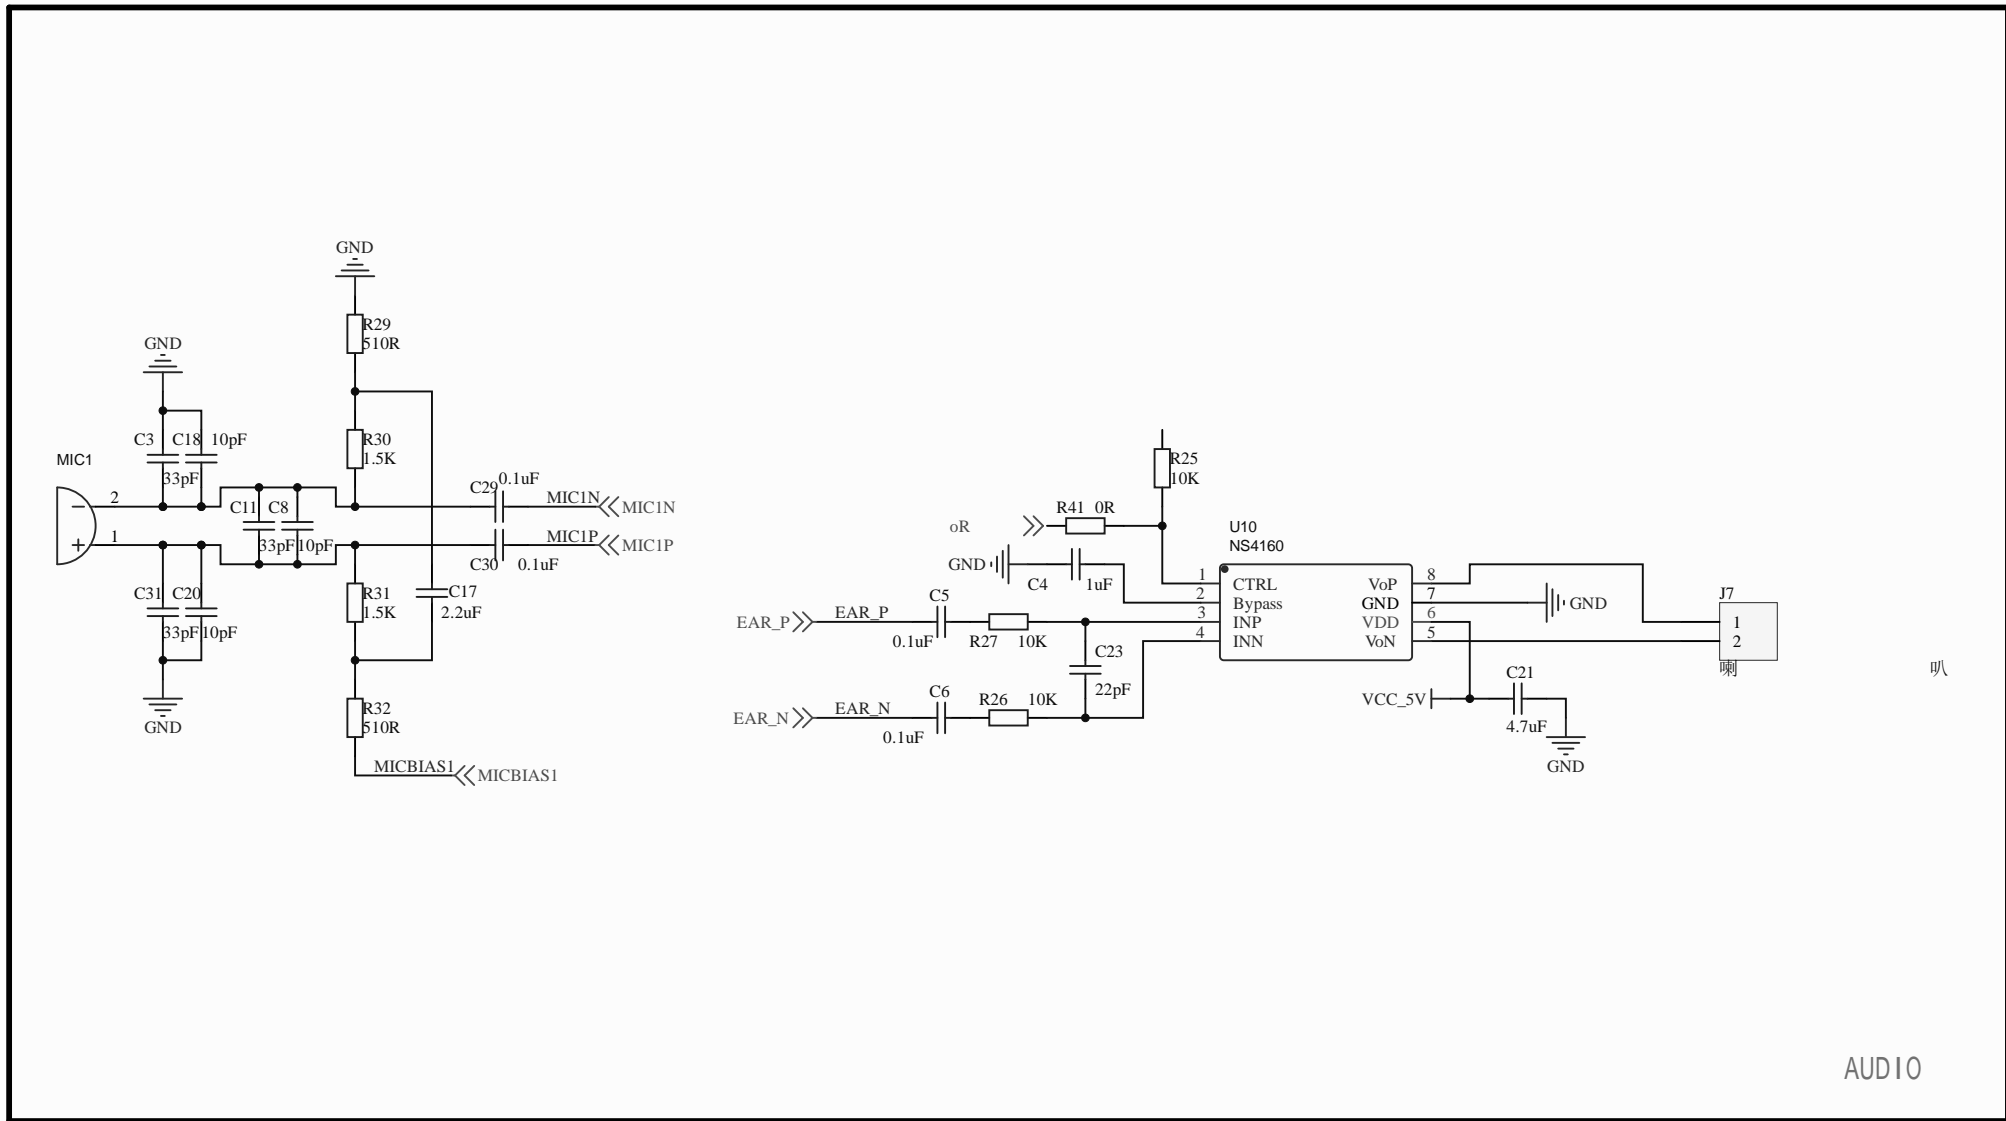 GND
R29
510R
GND
R30
1.5K
C3 C18 10pF
33pF
MIC1
2
1
C11 C8
33pF 10pF
C29 0.1uF
MIC1N MIC1N
MIC1P MIC1P
C30 0.1uF
C31 C20
33pF 10pF
R31
1.5K
C17
2.2uF
GND
R32
510R
MICBIAS1 MICBIAS1
R25
10K
R41 0R
oR
GND
C4 1uF
U10
NS4160
1 CTRL VoP 8
2 Bypass GND 7
3 INP VDD 6
4 INN VoN 5
EAR_P EAR_P
C5
0.1uF
R27 10K
C23
22pF
EAR_N EAR_N
C6
0.1uF
R26 10K
GND
J7
1
2
喇 叭
VCC_5V
C21
4.7uF
GND
AUDIO